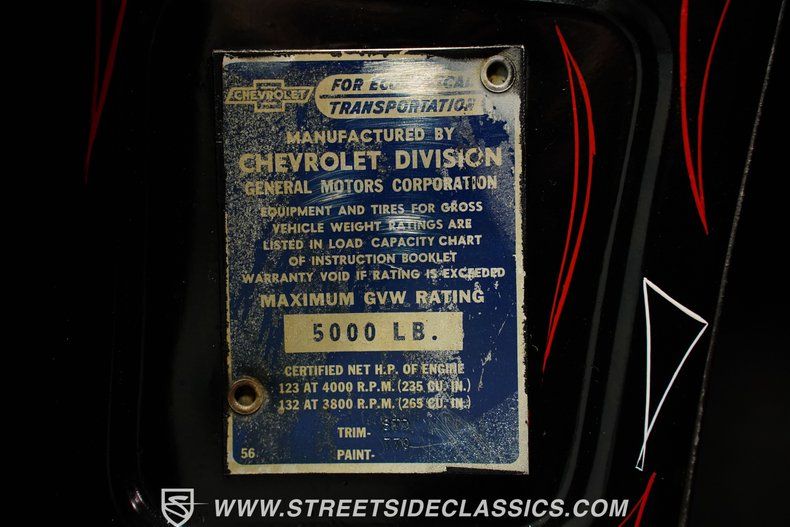 CHEVROLET
FOR ECONOMICAL
TRANSPORTATION
MANUFACTURED BY
CHEVROLET DIVISION
GENERAL MOTORS CORPORATION
EQUIPMENT AND TIRES FOR GROSS
VEHICLE WEIGHT RATINGS ARE
LISTED IN LOAD CAPACITY CHART
OF INSTRUCTION BOOKLET
WARRANTY VOID IF RATING IS EXCEEDED
MAXIMUM GVW RATING
5000 LB.
CERTIFIED NET H.P. OF ENGINE
123 AT 4000 R.P.M. (235 CU. IN.)
132 AT 3800 R.P.M. (265 CU. IN.)
TRIM-
56 PAINT-
WWW.STREETSIDECLASSICS.COM